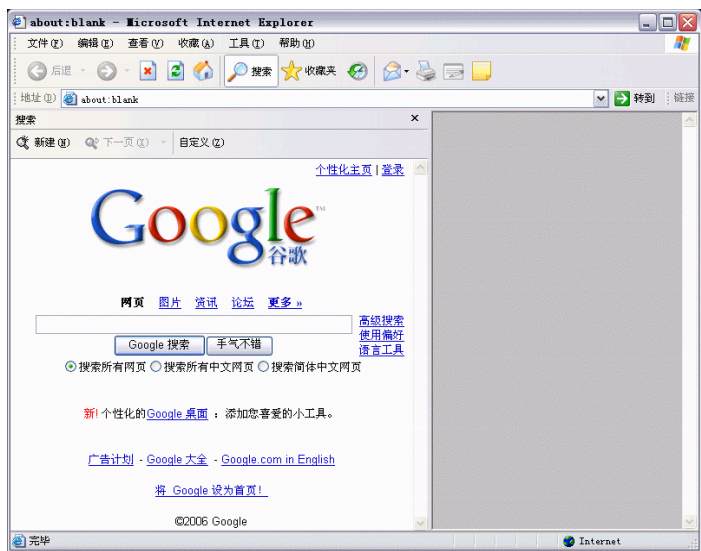 about:blank - Microsoft Internet Explorer
文件(F) 编辑(E) 查看(V) 收藏(A) 工具(T) 帮助(H)
后退 搜索 收藏夹
地址(D) about:blank 转到 链接
搜索
新建(N) 下一页(X) 自定义(Z)
个性化主页 | 登录
Google™
谷歌
网页 图片 资讯 论坛 更多 »
高级搜索
使用偏好
语言工具
Google 搜索 手气不错
搜索所有网页 搜索所有中文网页 搜索简体中文网页
新! 个性化的Google 桌面 : 添加您喜爱的小工具。
广告计划 - Google 大全 - Google.com in English
将 Google 设为首页!
©2006 Google
完毕 Internet